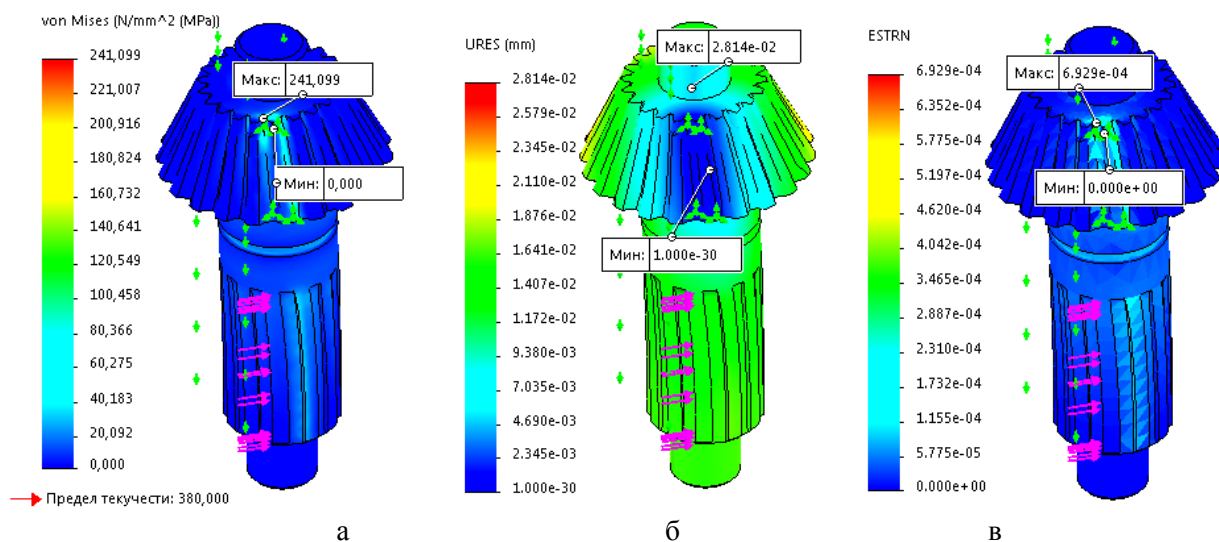 von Mises (N/mm^2 (MPa))
241,099
221,007
200,916
180,824
160,732
140,641
120,549
100,458
80,366
60,275
40,183
20,092
0,000
Предел текучести: 380,000
Макс: 241,099
Мин: 0,000
а
URES (mm)
2.814e-02
2.579e-02
2.345e-02
2.110e-02
1.876e-02
1.641e-02
1.407e-02
1.172e-02
9.380e-03
7.035e-03
4.690e-03
2.345e-03
1.000e-30
Макс: 2.814e-02
Мин: 1.000e-30
б
ESTRN
6.929e-04
6.352e-04
5.775e-04
5.197e-04
4.620e-04
4.042e-04
3.465e-04
2.887e-04
2.310e-04
1.732e-04
1.155e-04
5.775e-05
0.000e+00
Макс: 6.929e-04
Мин: 0.000e+00
в